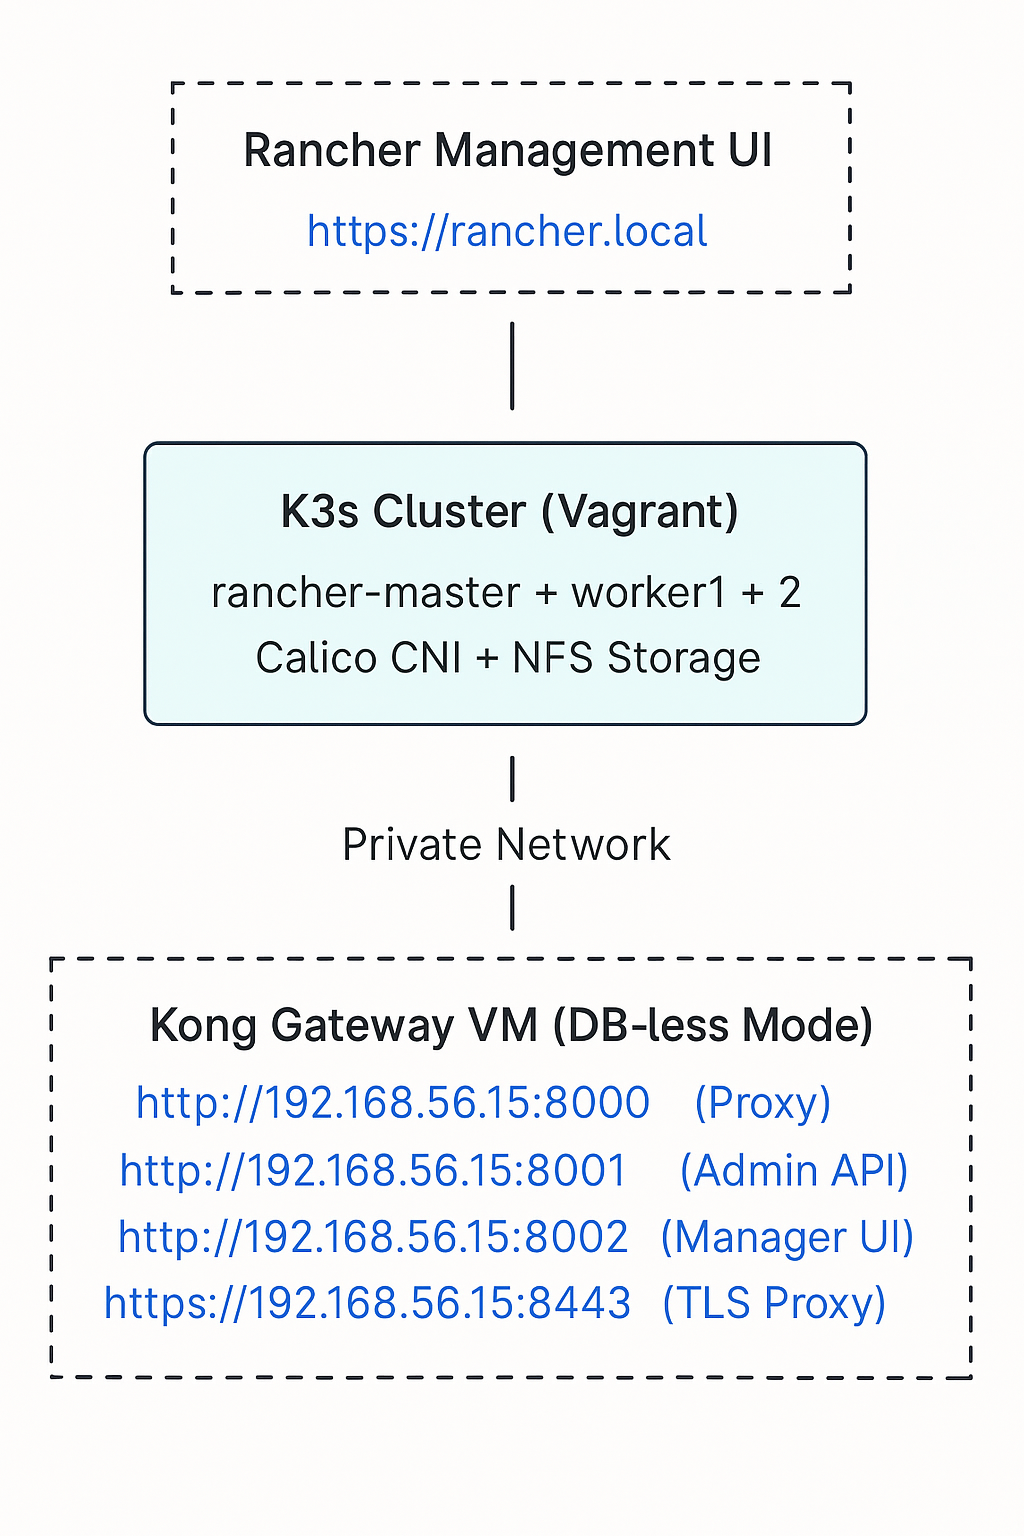 Rancher Management UI
https://rancher.local
K3s Cluster (Vagrant)
rancher-master + worker1 + 2
Calico CNI + NFS Storage
Private Network
Kong Gateway VM (DB-less Mode)
http://192.168.56.15:8000 (Proxy)
http://192.168.56.15:8001 (Admin API)
http://192.168.56.15:8002 (Manager UI)
https://192.168.56.15:8443 (TLS Proxy)